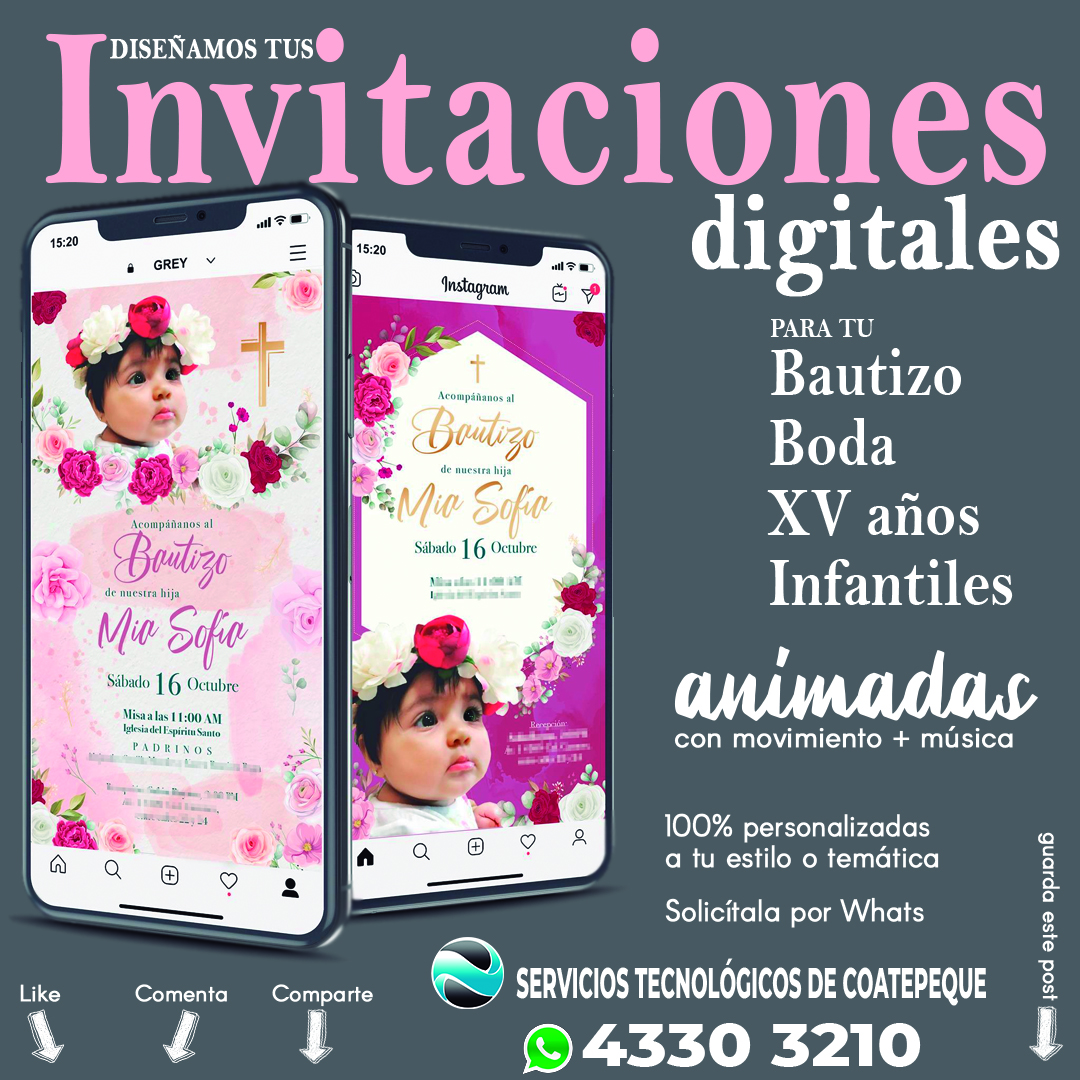 DISEÑAMOS TUS
Invitaciones
digitales
PARA TU
Bautizo
Boda
XV años
Infantiles
animadas
con movimiento + música
100% personalizadas
a tu estilo o temática
Solicítala por Whats
guarda este post
15:20
GREY
Acompáñanos al
Bautizo
de nuestra hija
Mia Sofía
Sábado 16 Octubre
Misa a las 11:00 AM
Iglesia del Espíritu Santo
PADRINOS
15:20
Instagram
1
Acompáñanos al
Bautizo
de nuestra hija
Mia Sofía
Sábado 16 Octubre
Recepción:
Like
Comenta
Comparte
SERVICIOS TECNOLÓGICOS DE COATEPEQUE
4330 3210